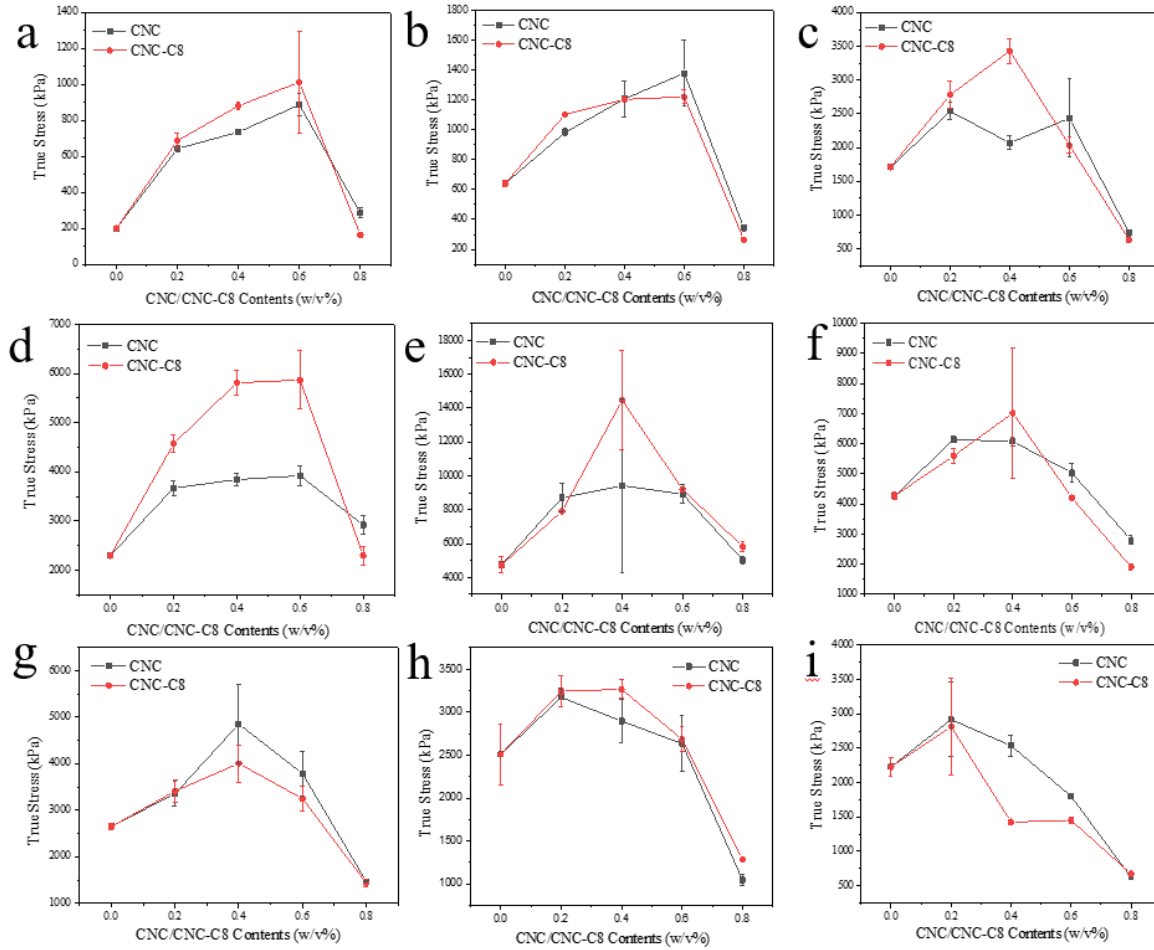 a
CNC
CNC-C8
True Stress (kPa)
1400
1200
1000
800
600
400
200
0
0.0 0.2 0.4 0.6 0.8
CNC/CNC-C8 Contents (w/v%)
b
CNC
CNC-C8
True Stress (kPa)
1800
1600
1400
1200
1000
800
600
400
200
0.0 0.2 0.4 0.6 0.8
CNC/CNC-C8 Contents (w/v%)
c
CNC
CNC-C8
True Stress (kPa)
4000
3500
3000
2500
2000
1500
1000
500
0.0 0.2 0.4 0.6 0.8
CNC/CNC-C8 Contents (w/v%)
d
CNC
CNC-C8
True Stress (kPa)
7000
6000
5000
4000
3000
2000
0.0 0.2 0.4 0.6 0.8
CNC/CNC-C8 Contents (w/v%)
e
CNC
CNC-C8
True Stress (kPa)
18000
16000
14000
12000
10000
8000
6000
4000
0.0 0.2 0.4 0.6 0.8
CNC/CNC-C8 Contents (w/v%)
f
CNC
CNC-C8
True Stress (kPa)
10000
9000
8000
7000
6000
5000
4000
3000
2000
1000
0.0 0.2 0.4 0.6 0.8
CNC/CNC-C8 Contents (w/v%)
g
CNC
CNC-C8
True Stress (kPa)
6000
5000
4000
3000
2000
1000
0.0 0.2 0.4 0.6 0.8
CNC/CNC-C8 Contents (w/v%)
h
CNC
CNC-C8
True Stress (kPa)
3500
3000
2500
2000
1500
1000
0.0 0.2 0.4 0.6 0.8
CNC/CNC-C8 Contents (w/v%)
i
CNC
CNC-C8
True Stress (kPa)
4000
3500
3000
2500
2000
1500
1000
500
0.0 0.2 0.4 0.6 0.8
CNC/CNC-C8 Contents (w/v%)